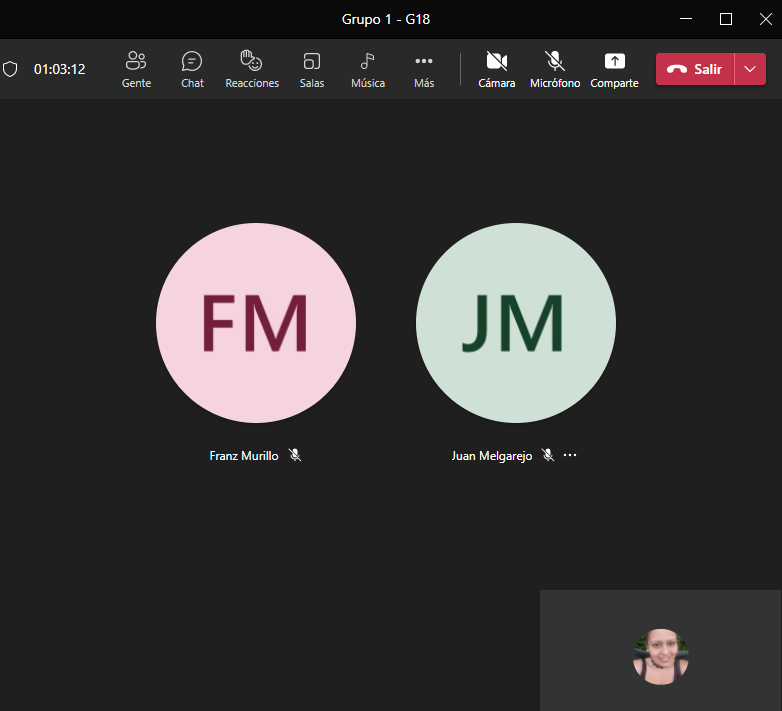 Grupo 1 - G18
01:03:12
Gente
Chat
Reacciones
Salas
Música
Más
Cámara
Micrófono
Comparte
Salir
FM
JM
Franz Murillo
Juan Melgarejo